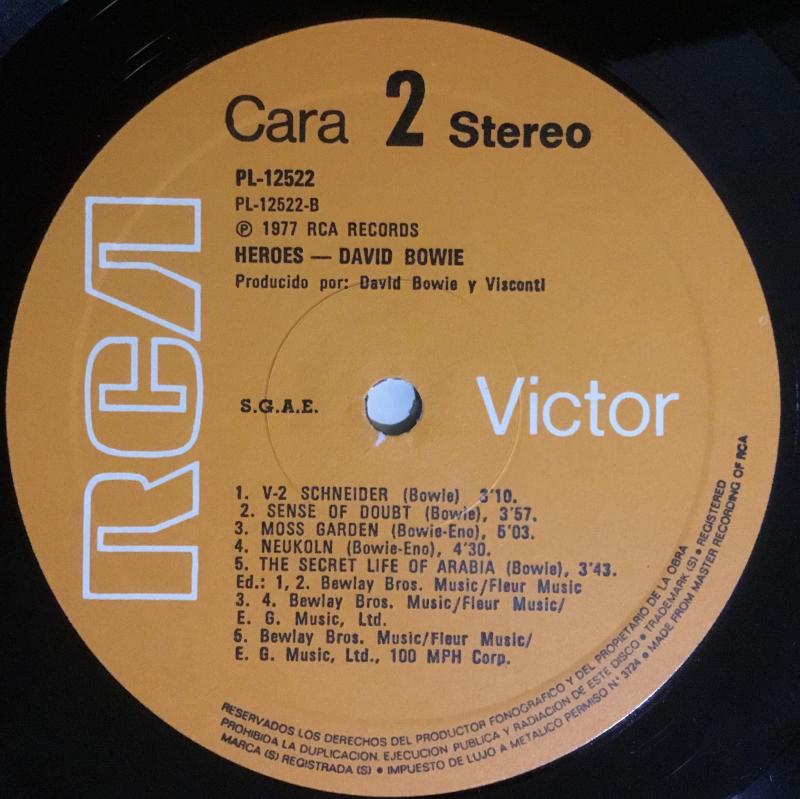 Cara 2 Stereo
PL-12522
PL-12522-B
℗ 1977 RCA RECORDS
HEROES — DAVID BOWIE
Producido por: David Bowie y Visconti
RCA
S.G.A.E.
Victor
1. V-2 SCHNEIDER (Bowie) 3'10.
2. SENSE OF DOUBT (Bowie), 3'57.
3. MOSS GARDEN (Bowie-Eno), 5'03.
4. NEUKOLN (Bowie-Eno), 4'30.
5. THE SECRET LIFE OF ARABIA (Bowie), 3'43.
Ed.: 1, 2. Bewlay Bros. Music/Fleur Music
3. 4. Bewlay Bros. Music/Fleur Music/
E. G. Music, Ltd.
5. Bewlay Bros. Music/Fleur Music/
E. G. Music, Ltd., 100 MPH Corp.
RESERVADOS LOS DERECHOS DEL PRODUCTOR FONOGRAFICO Y DEL PROPIETARIO DE LA OBRA
PROHIBIDA LA DUPLICACION, EJECUCION PUBLICA Y RADIACION DE ESTE DISCO • TRADEMARK (S) • REGISTERED
MARCA (S) REGISTRADA (S) • IMPUESTO DE LUJO A METALICO PERMISO N.° 3724 • MADE FROM MASTER RECORDING OF RCA